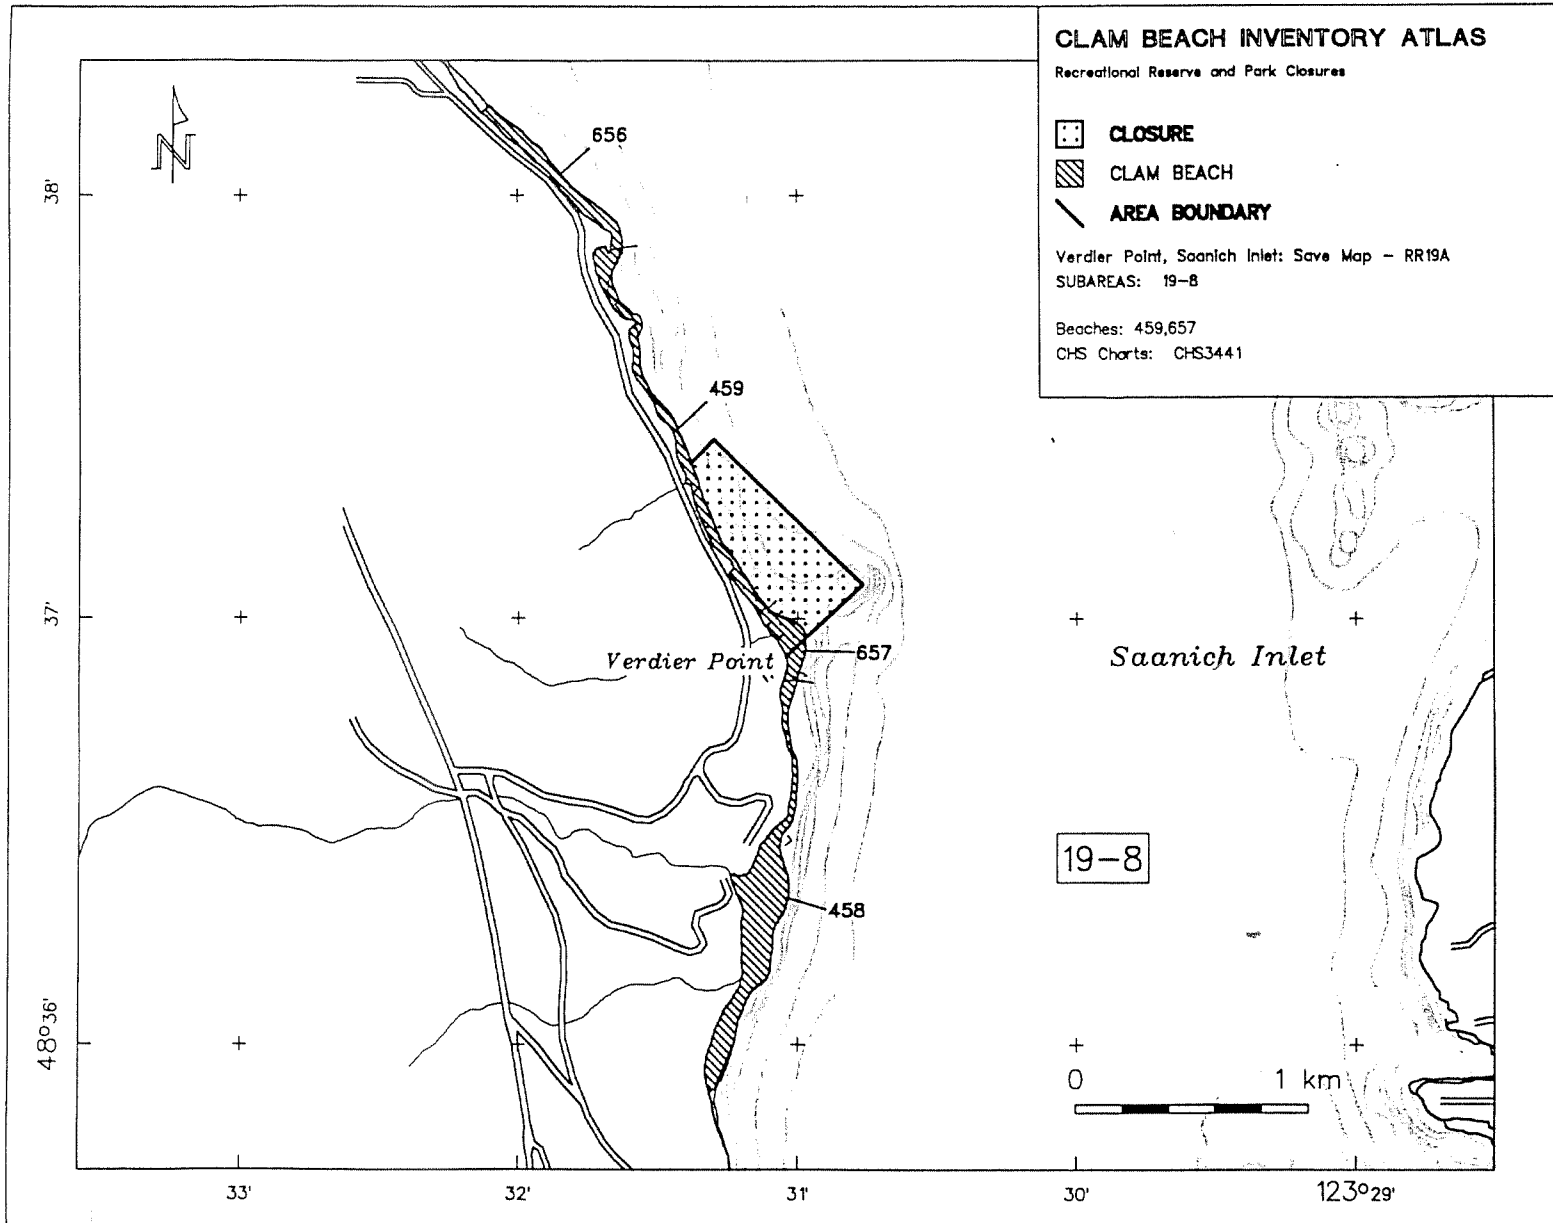 CLAM BEACH INVENTORY ATLAS
Recreational Reserve and Park Closures
CLOSURE
CLAM BEACH
AREA BOUNDARY
Verdier Point, Saanich Inlet: Save Map - RR19A
SUBAREAS: 19-8
Beaches: 459,657
CHS Charts: CHS3441
N
656
38'
459
37'
Verdier Point
657
Saanich Inlet
19-8
458
48°36'
0 1 km
33' 32' 31' 30' 123°29'